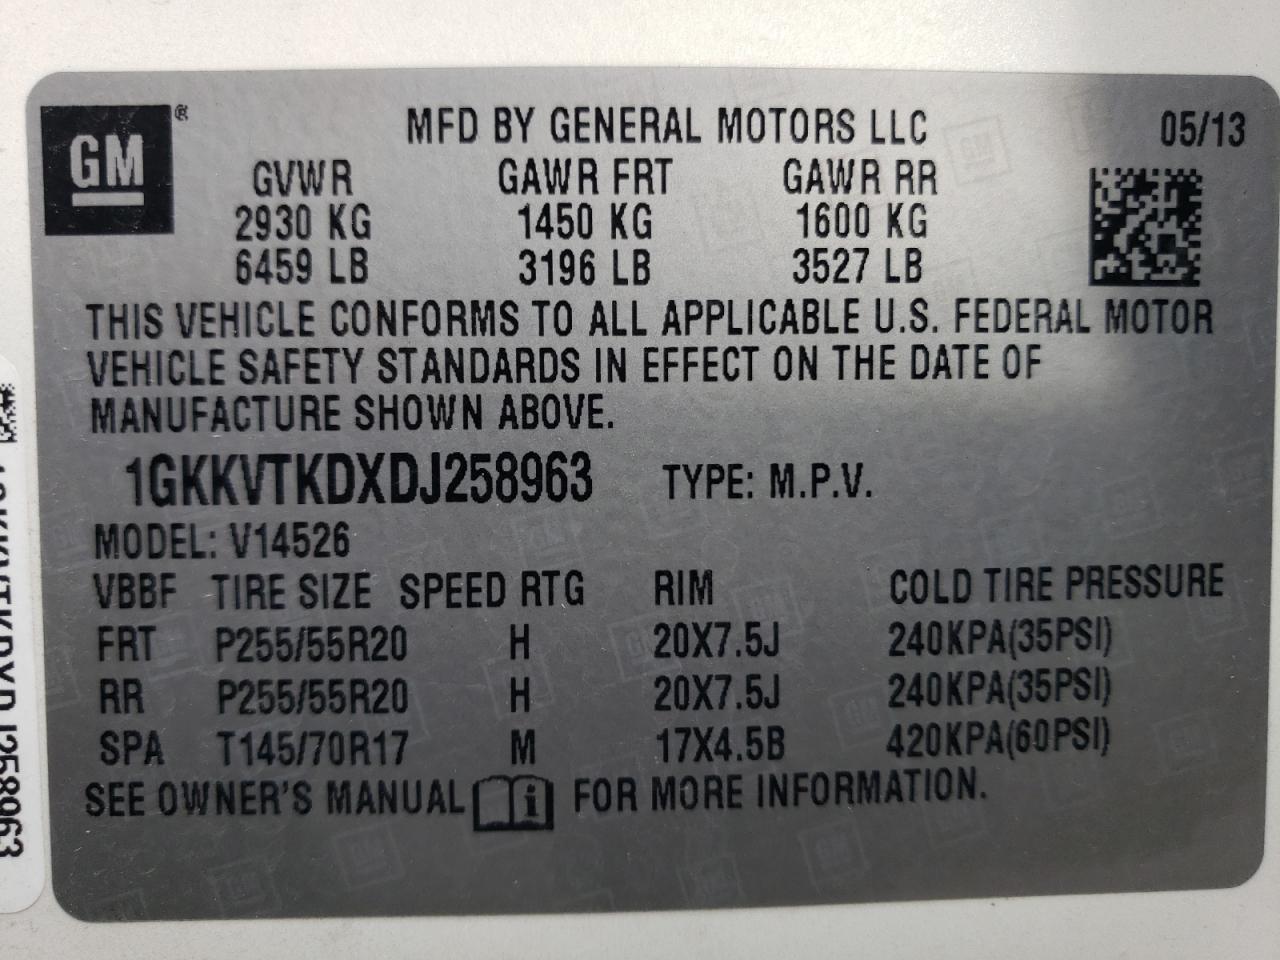 GM®
MFD BY GENERAL MOTORS LLC 05/13
GVWR GAWR FRT GAWR RR
2930 KG 1450 KG 1600 KG
6459 LB 3196 LB 3527 LB
THIS VEHICLE CONFORMS TO ALL APPLICABLE U.S. FEDERAL MOTOR
VEHICLE SAFETY STANDARDS IN EFFECT ON THE DATE OF
MANUFACTURE SHOWN ABOVE.
1GKKVTKDXDJ258963 TYPE: M.P.V.
MODEL: V14526
VBBF TIRE SIZE SPEED RTG RIM COLD TIRE PRESSURE
FRT P255/55R20 H 20X7.5J 240KPA(35PSI)
RR P255/55R20 H 20X7.5J 240KPA(35PSI)
SPA T145/70R17 M 17X4.5B 420KPA(60PSI)
SEE OWNER'S MANUAL i FOR MORE INFORMATION.
1GKKVTKDXDJ258963